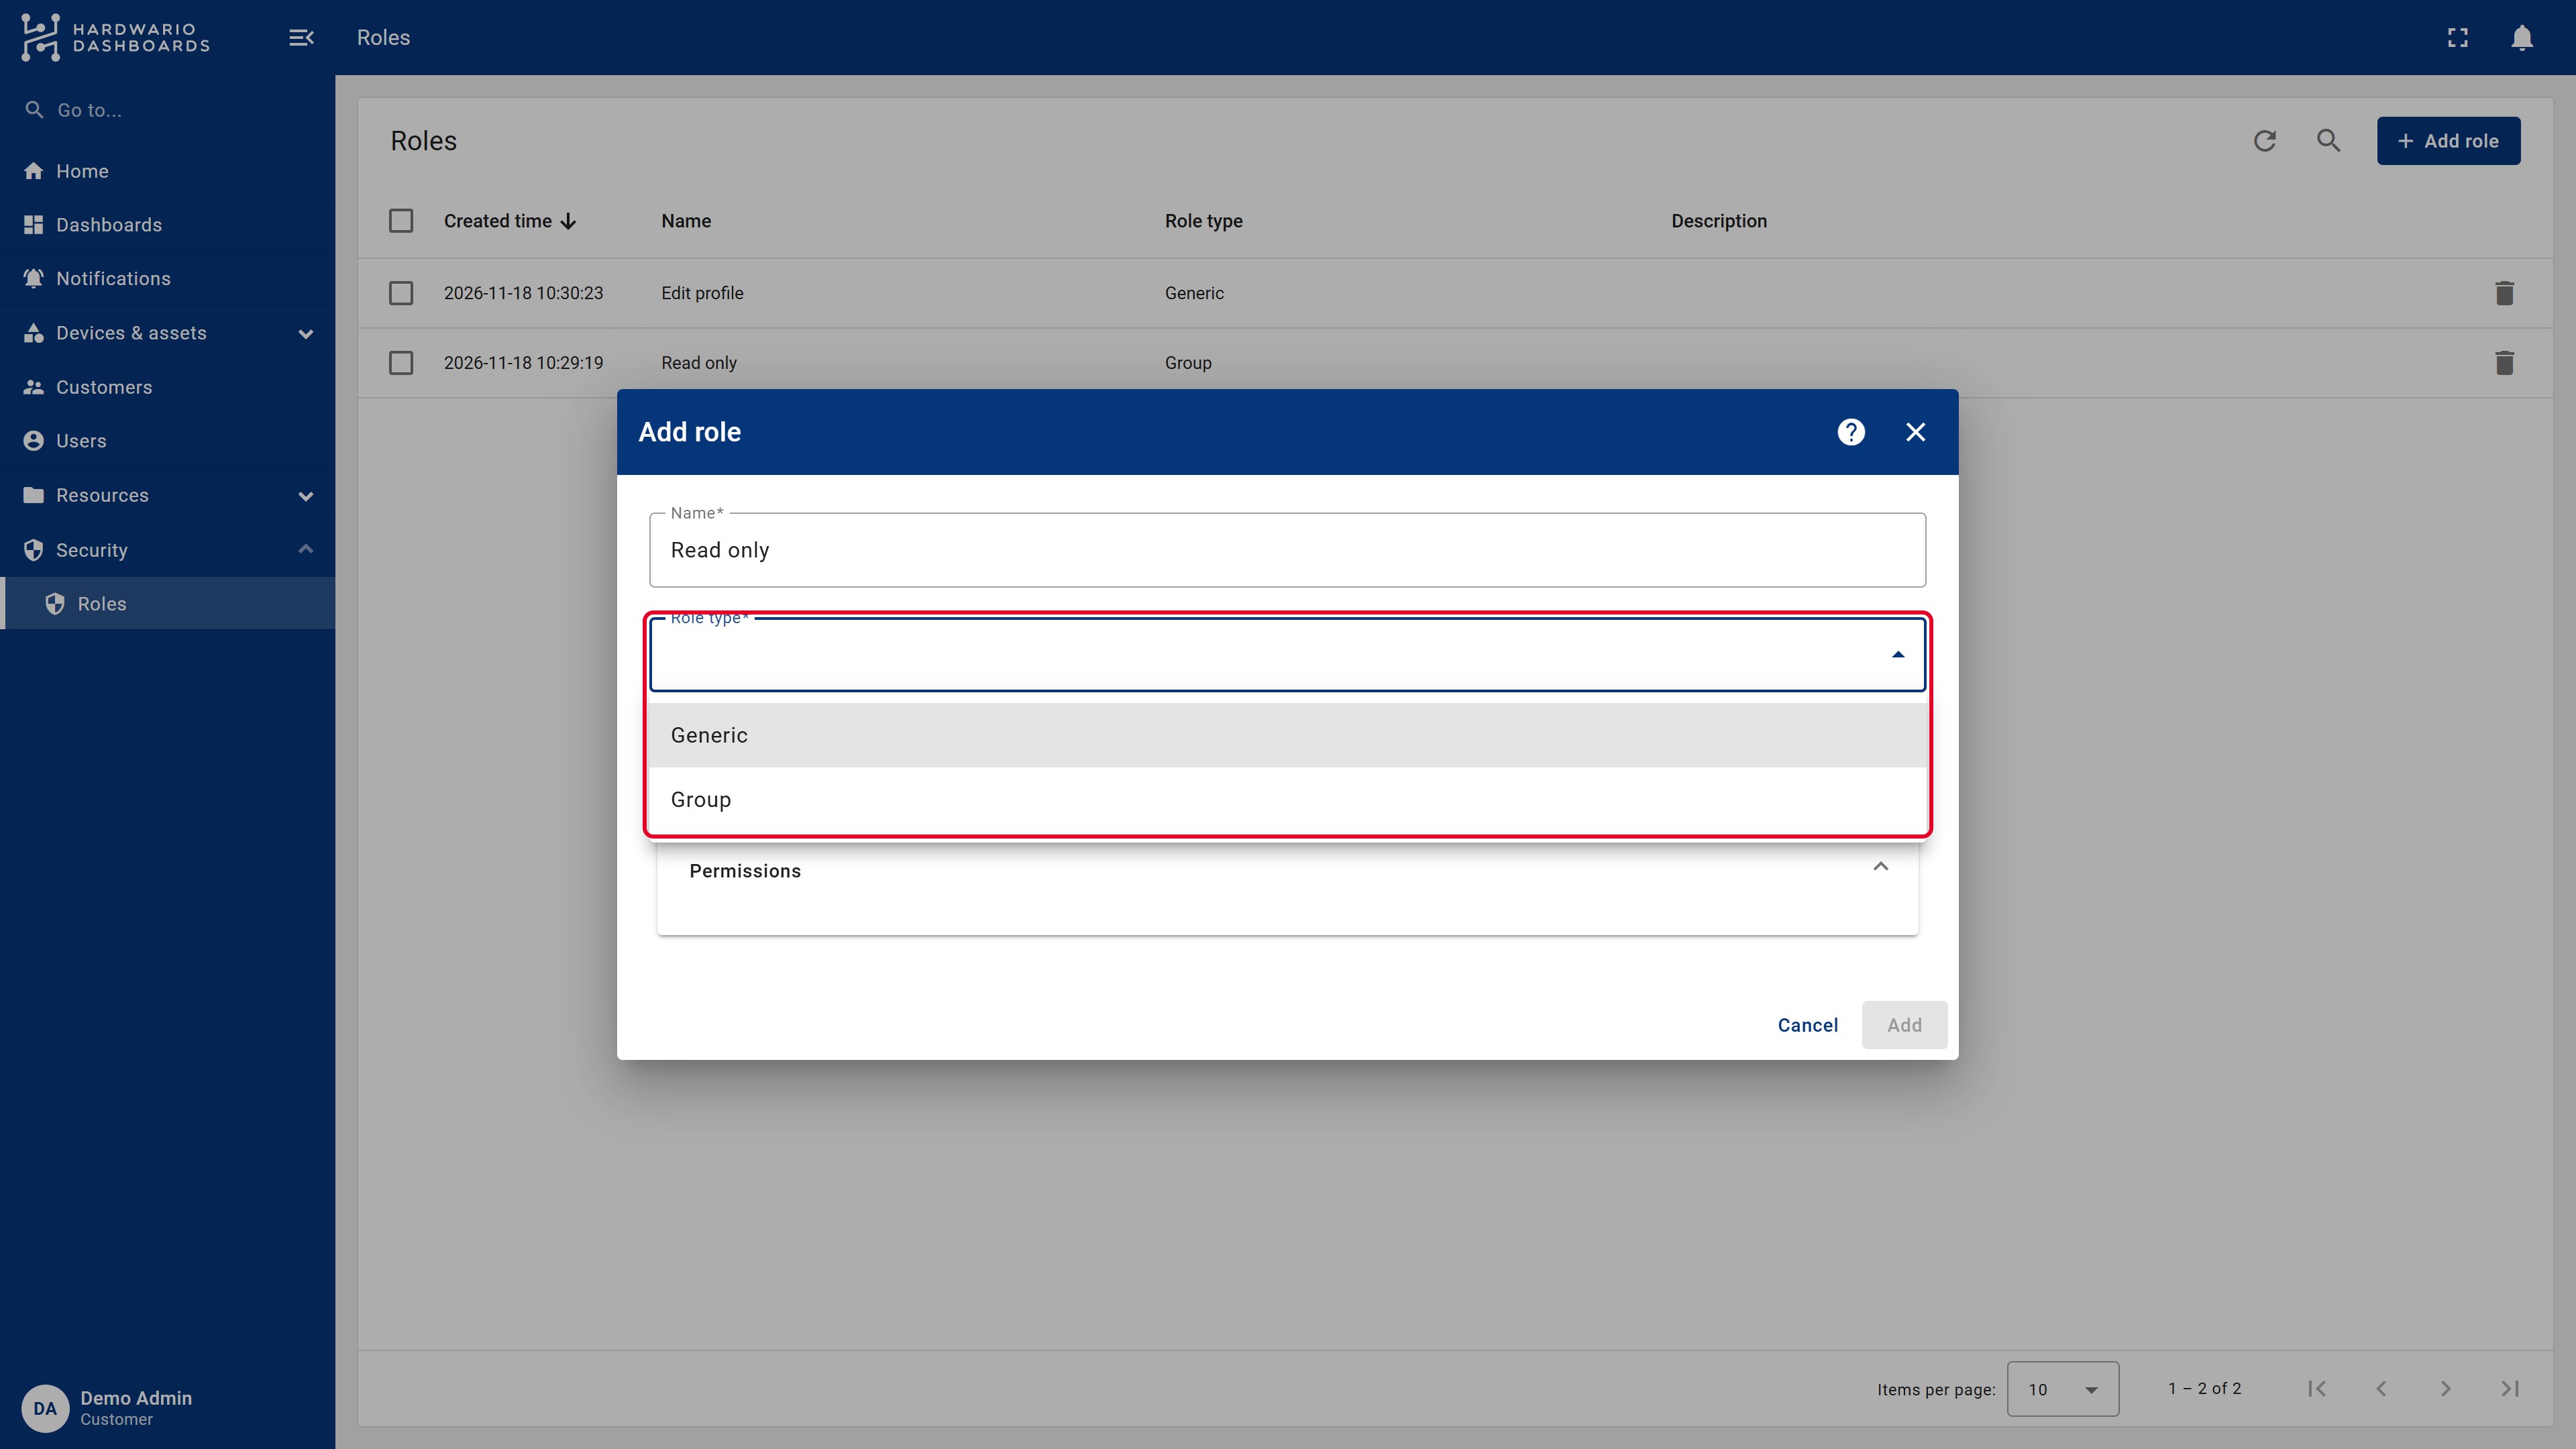 HARDWARIO
DASHBOARDS
Roles
Go to...
Home
Dashboards
Notifications
Devices & assets
Customers
Users
Resources
Security
Roles
Roles
Add role
Created time
Name
Role type
Description
2026-11-18 10:30:23
Edit profile
Generic
2026-11-18 10:29:19
Read only
Group
Add role
Name*
Read only
Role type*
Generic
Group
Permissions
Cancel
Add
Items per page:
10
1 – 2 of 2
DA
Demo Admin
Customer